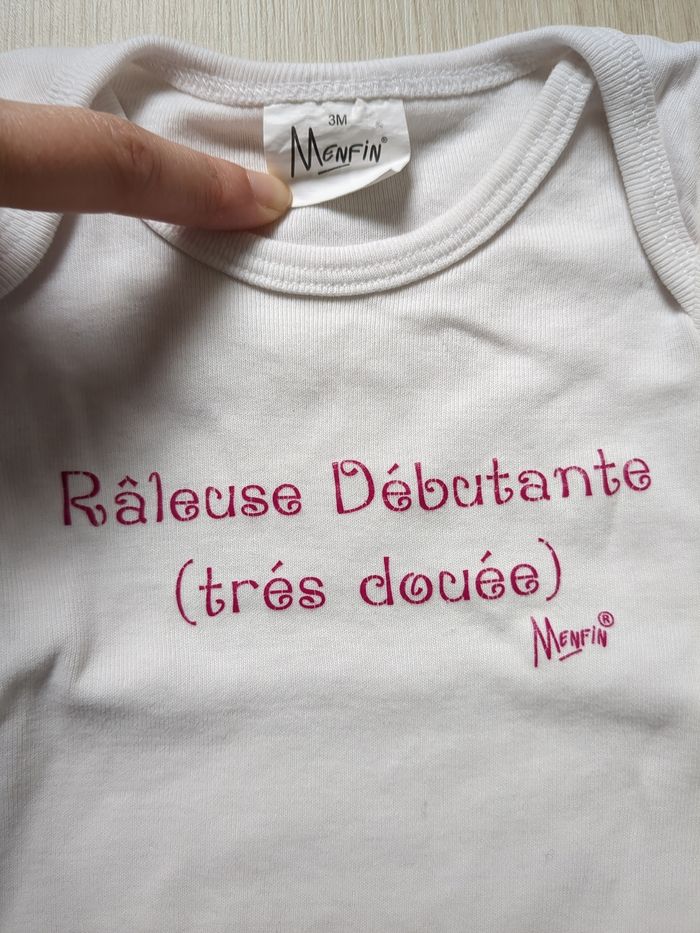 3M
MENFIN®
Râleuse Débutante
(trés douée)
MENFIN®